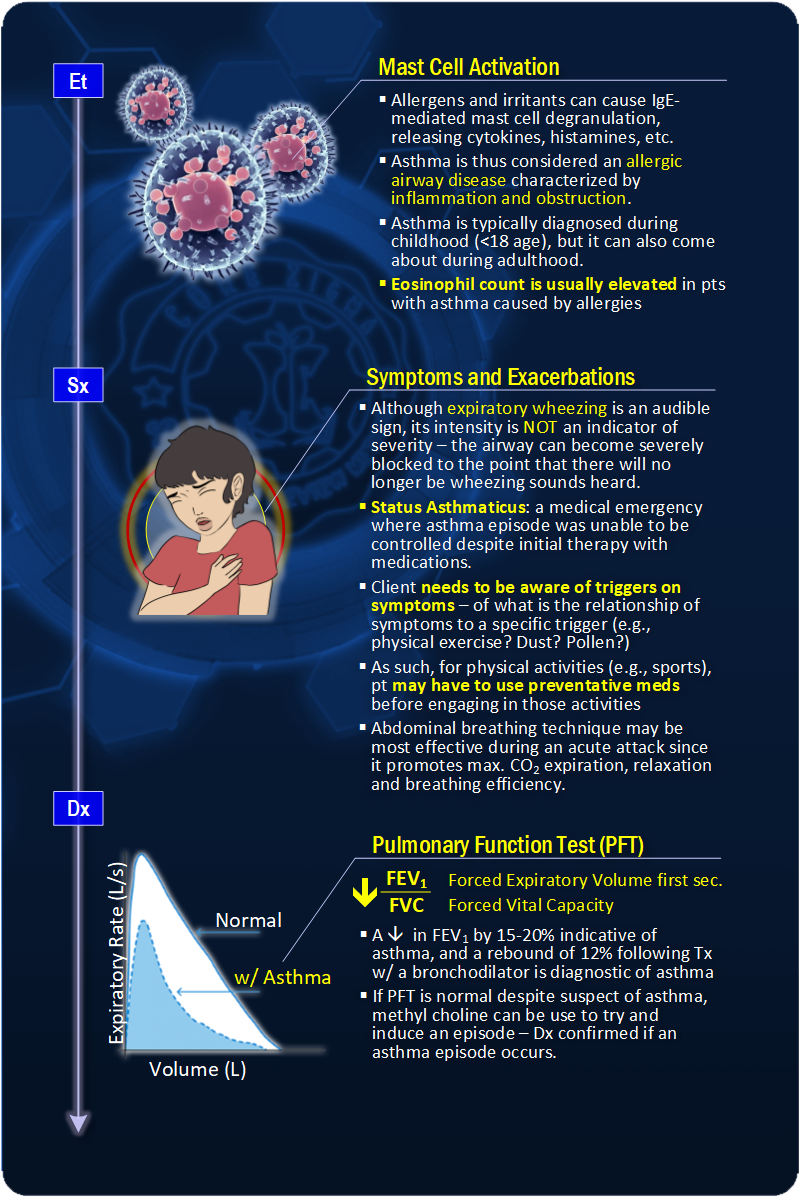 Et
Mast Cell Activation
▪ Allergens and irritants can cause IgE-
mediated mast cell degranulation,
releasing cytokines, histamines, etc.
▪ Asthma is thus considered an allergic
airway disease characterized by
inflammation and obstruction.
▪ Asthma is typically diagnosed during
childhood (<18 age), but it can also come
about during adulthood.
▪ Eosinophil count is usually elevated in pts
with asthma caused by allergies
Sx
Symptoms and Exacerbations
▪ Although expiratory wheezing is an audible
sign, its intensity is NOT an indicator of
severity – the airway can become severely
blocked to the point that there will no
longer be wheezing sounds heard.
▪ Status Asthmaticus: a medical emergency
where asthma episode was unable to be
controlled despite initial therapy with
medications.
▪ Client needs to be aware of triggers on
symptoms – of what is the relationship of
symptoms to a specific trigger (e.g.,
physical exercise? Dust? Pollen?)
▪ As such, for physical activities (e.g., sports),
pt may have to use preventative meds
before engaging in those activities
▪ Abdominal breathing technique may be
most effective during an acute attack since
it promotes max. CO₂ expiration, relaxation
and breathing efficiency.
Dx
Pulmonary Function Test (PFT)
↓ FEV₁ Forced Expiratory Volume first sec.
FVC Forced Vital Capacity
▪ A ↓ in FEV₁ by 15-20% indicative of
asthma, and a rebound of 12% following Tx
w/ a bronchodilator is diagnostic of asthma
▪ If PFT is normal despite suspect of asthma,
methyl choline can be use to try and
induce an episode – Dx confirmed if an
asthma episode occurs.
Expiratory Rate (L/s)
Normal
w/ Asthma
Volume (L)